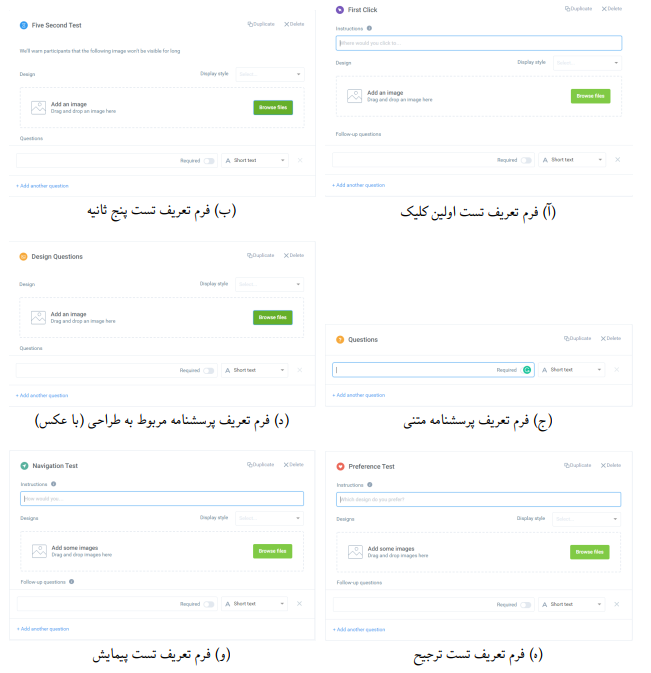 Five Second Test
Duplicate
Delete
We'll warn participants that the following image won't be visible for long
Design
Display style
Select...
Add an image
Drag and drop an image here
Browse files
Questions
Required
A Short text
+ Add another question
(ب) فرم تعریف تست پنج ثانیه
First Click
Duplicate
Delete
Instructions
Where would you click to...
Design
Display style
Select...
Add an image
Drag and drop an image here
Browse files
Follow-up questions
Required
A Short text
+ Add another question
(آ) فرم تعریف تست اولین کلیک
Design Questions
Duplicate
Delete
Design
Display style
Select...
Add an image
Drag and drop an image here
Browse files
Questions
Required
A Short text
+ Add another question
(د) فرم تعریف پرسشنامه مربوط به طراحی (با عکس)
Questions
Duplicate
Delete
Required
A Short text
+ Add another question
(ج) فرم تعریف پرسشنامه متنی
Navigation Test
Duplicate
Delete
Instructions
How would you...
Designs
Display style
Select...
Add some images
Drag and drop images here
Browse files
Follow-up questions
Required
A Short text
+ Add another question
(و) فرم تعریف تست پیمایش
Preference Test
Duplicate
Delete
Instructions
Which design do you prefer?
Designs
Display style
Select...
Add some images
Drag and drop images here
Browse files
Follow-up questions
Required
A Short text
+ Add another question
(ه) فرم تعریف تست ترجیح